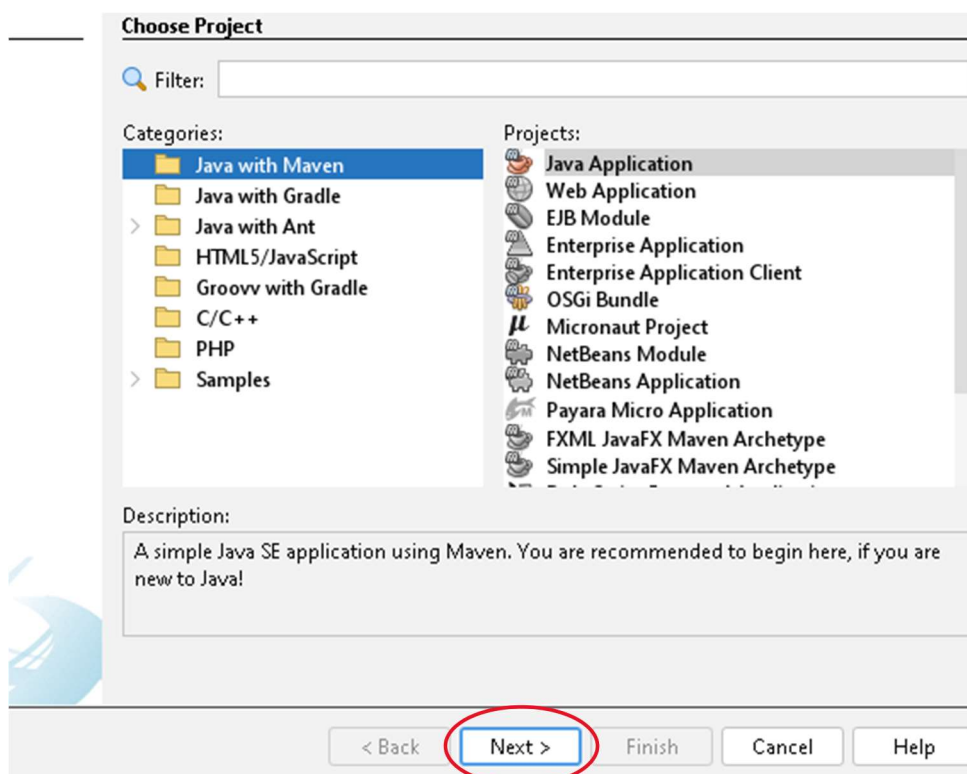 Choose Project
Filter:
Categories:
Projects:
Java with Maven
Java with Gradle
Java with Ant
HTML5/JavaScript
Groovv with Gradle
C/C++
PHP
Samples
Java Application
Web Application
EJB Module
Enterprise Application
Enterprise Application Client
OSGi Bundle
μ Micronaut Project
NetBeans Module
NetBeans Application
Payara Micro Application
FXML JavaFX Maven Archetype
Simple JavaFX Maven Archetype
Description:
A simple Java SE application using Maven. You are recommended to begin here, if you are
new to Java!
< Back Next > Finish Cancel Help